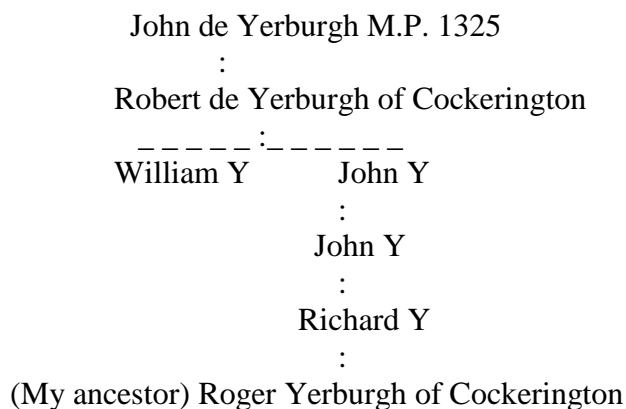 John de Yerburgh M.P. 1325
:
Robert de Yerburgh of Cockerington
_ _ _ _ _ :_ _ _ _ _ _
William Y John Y
:
John Y
:
Richard Y
:
(My ancestor) Roger Yerburgh of Cockerington